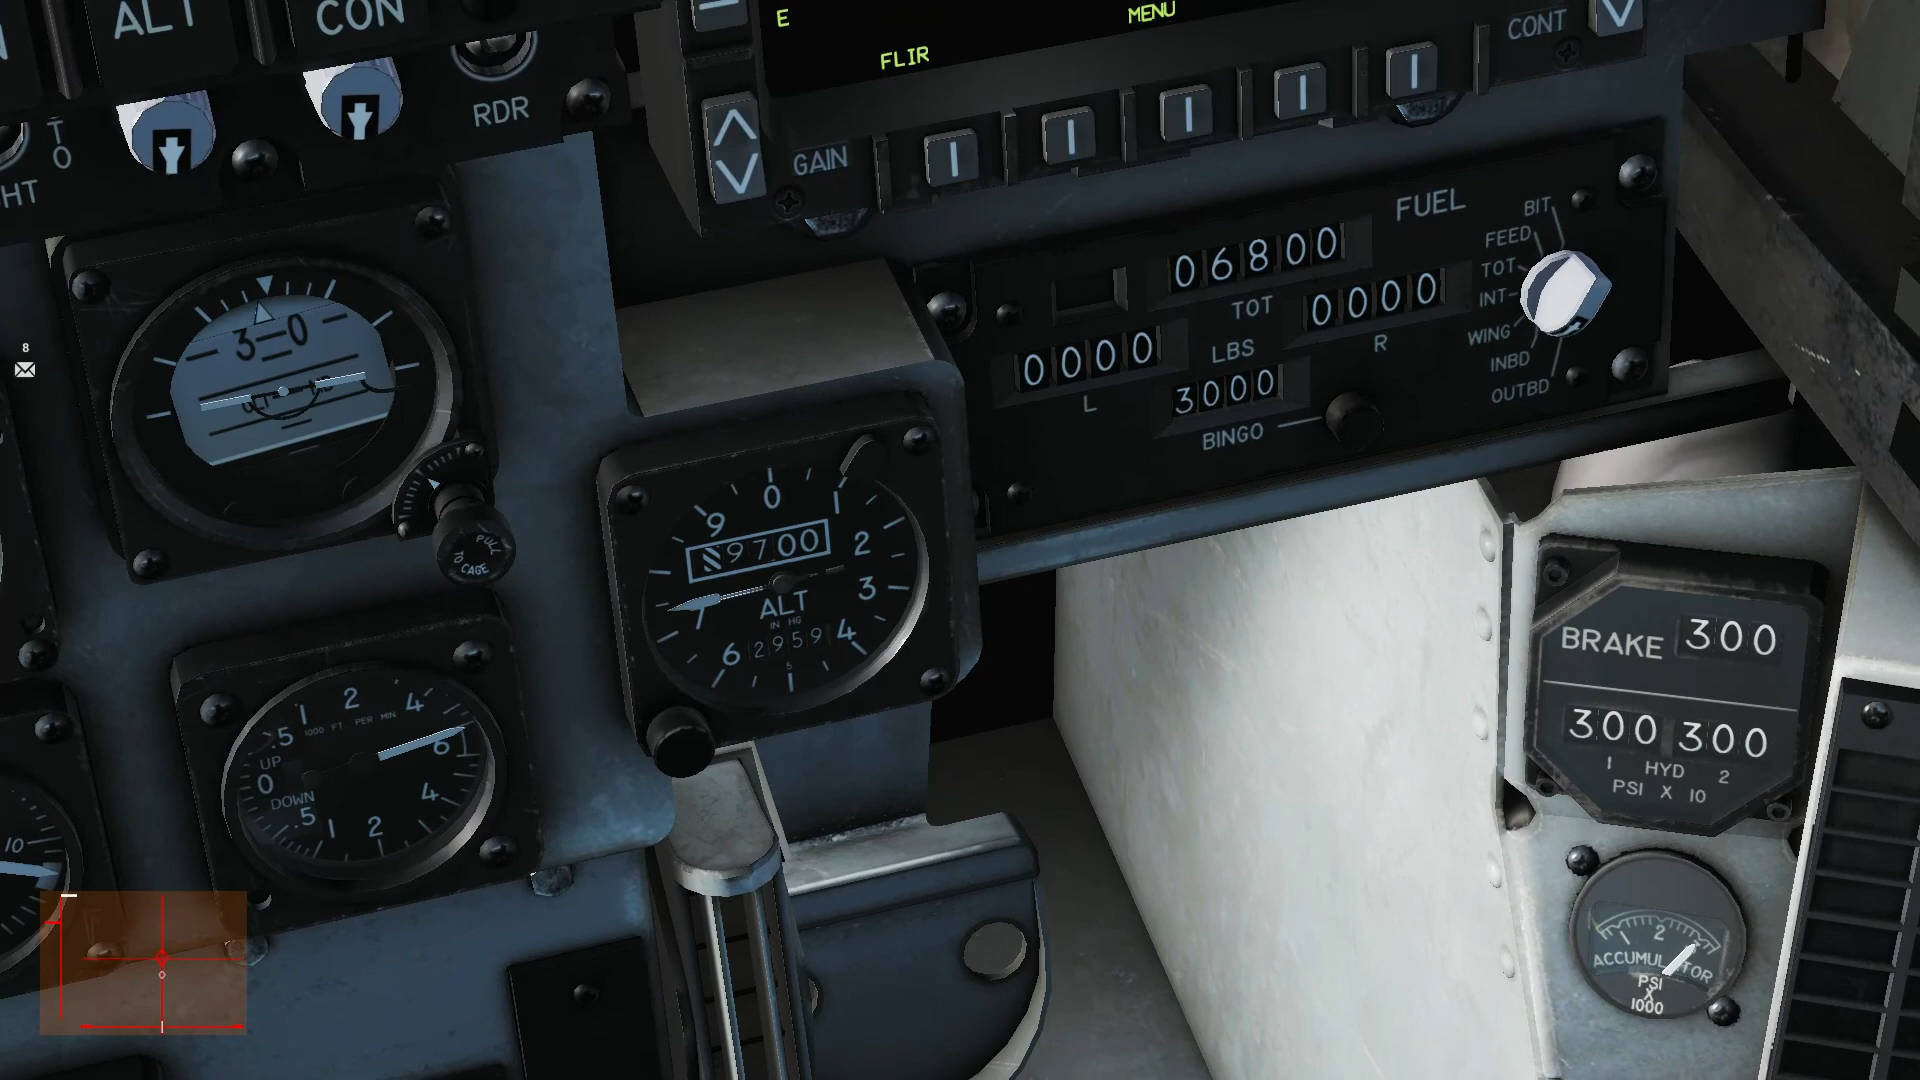 ALT
CON
TO
RDR
HT
E
MENU
FLIR
CONT
GAIN
FUEL
BIT
FEED
TOT
INT
WING
INBD
OUTBD
06800
TOT
0000
R
LBS
0000
L
3000
BINGO
8
3 0
PULL
TO CAGE
0
1
2
3
4
5
6
7
9
9700
ALT
IN HG
2959
.5
1
2
4
6
1000 FT PER MIN
UP
0
DOWN
.5
1
2
4
10
BRAKE 300
300 300
1 HYD 2
PSI X 10
2
ACCUMULATOR
PSI
X
1000